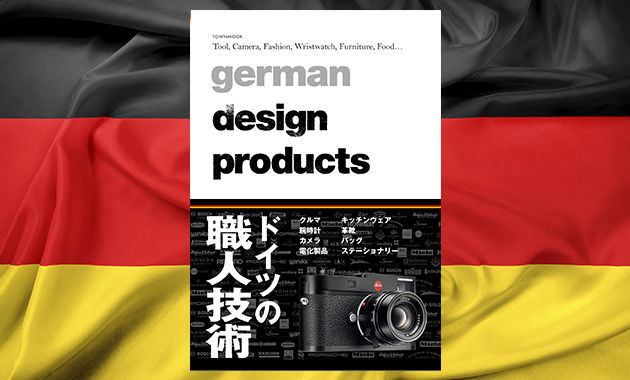 TOWNMOOK
Tool, Camera, Fashion, Wristwatch, Furniture, Food…
german
design
products
ドイツの
職人技術
クルマ
腕時計
カメラ
電化製品
キッチンウェア
革靴
バッグ
ステーショナリー